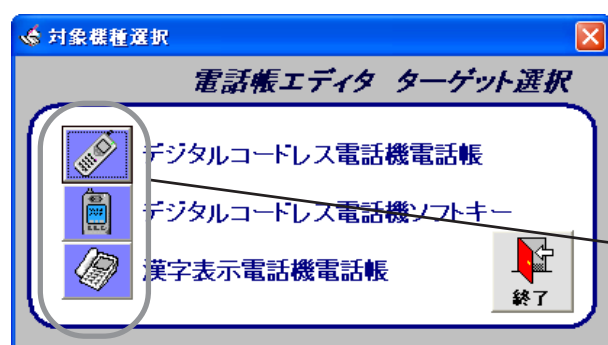 対象機種選択
電話帳エディタ ターゲット選択
デジタルコードレス電話機電話帳
デジタルコードレス電話機ソフトキー
漢字表示電話機電話帳
終了